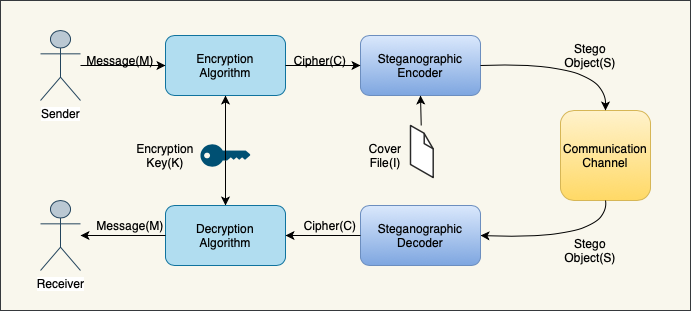 Message(M)
Encryption
Algorithm
Cipher(C)
Steganographic
Encoder
Stego
Object(S)
Sender
Encryption
Key(K)
Cover
File(I)
Communication
Channel
Message(M)
Decryption
Algorithm
Cipher(C)
Steganographic
Decoder
Stego
Object(S)
Receiver